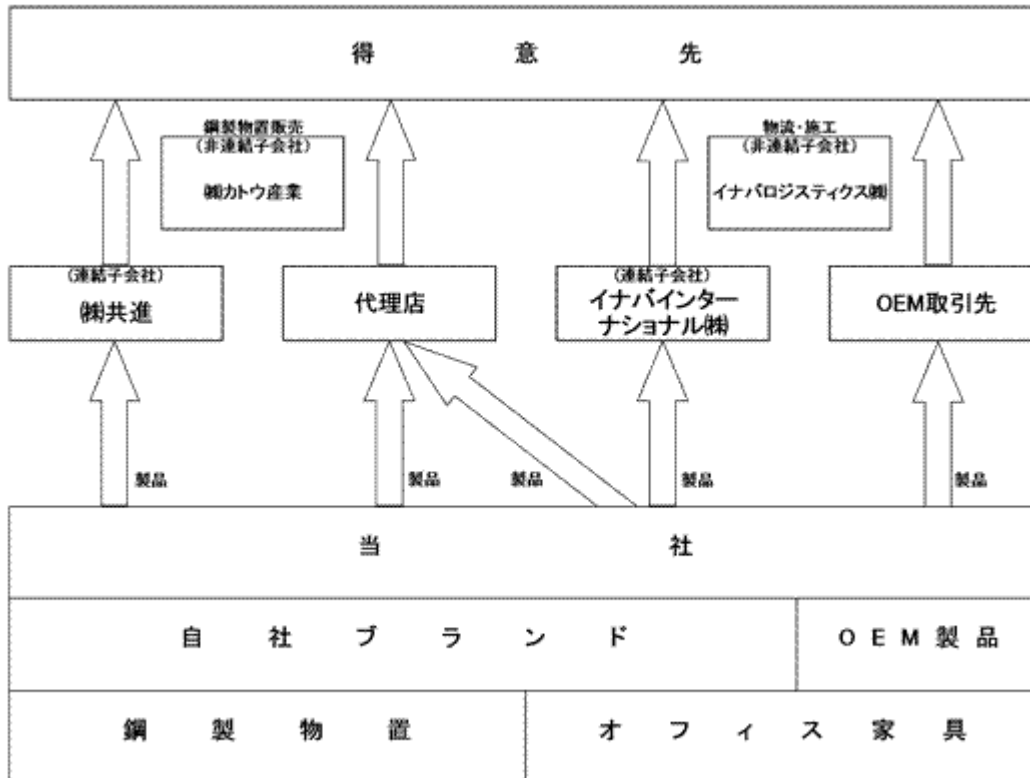 得意先
鋼製物置販売
(非連結子会社)
㈱カトウ産業
物流・施工
(非連結子会社)
イナバロジスティクス㈱
(連結子会社)
㈱共進
代理店
(連結子会社)
イナバインター
ナショナル㈱
OEM取引先
製品
製品
製品
製品
製品
当社
自社ブランド
OEM製品
鋼製物置
オフィス家具